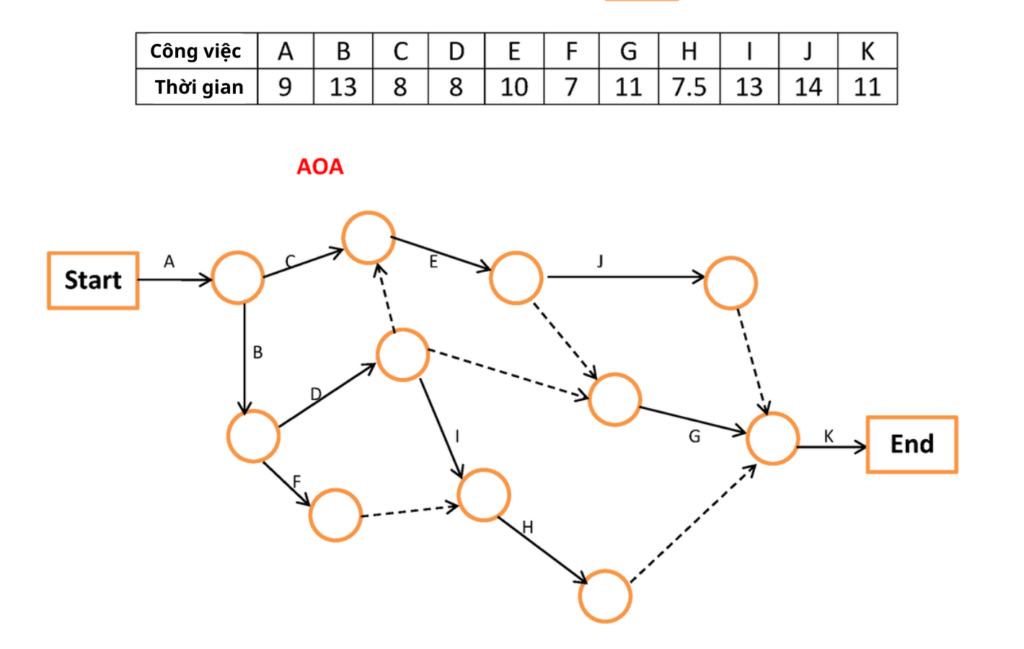 Công việc A B C D E F G H I J K
Thời gian 9 13 8 8 10 7 11 7.5 13 14 11
AOA
Start
A
C
E
J
B
D
I
F
G
K
End
H